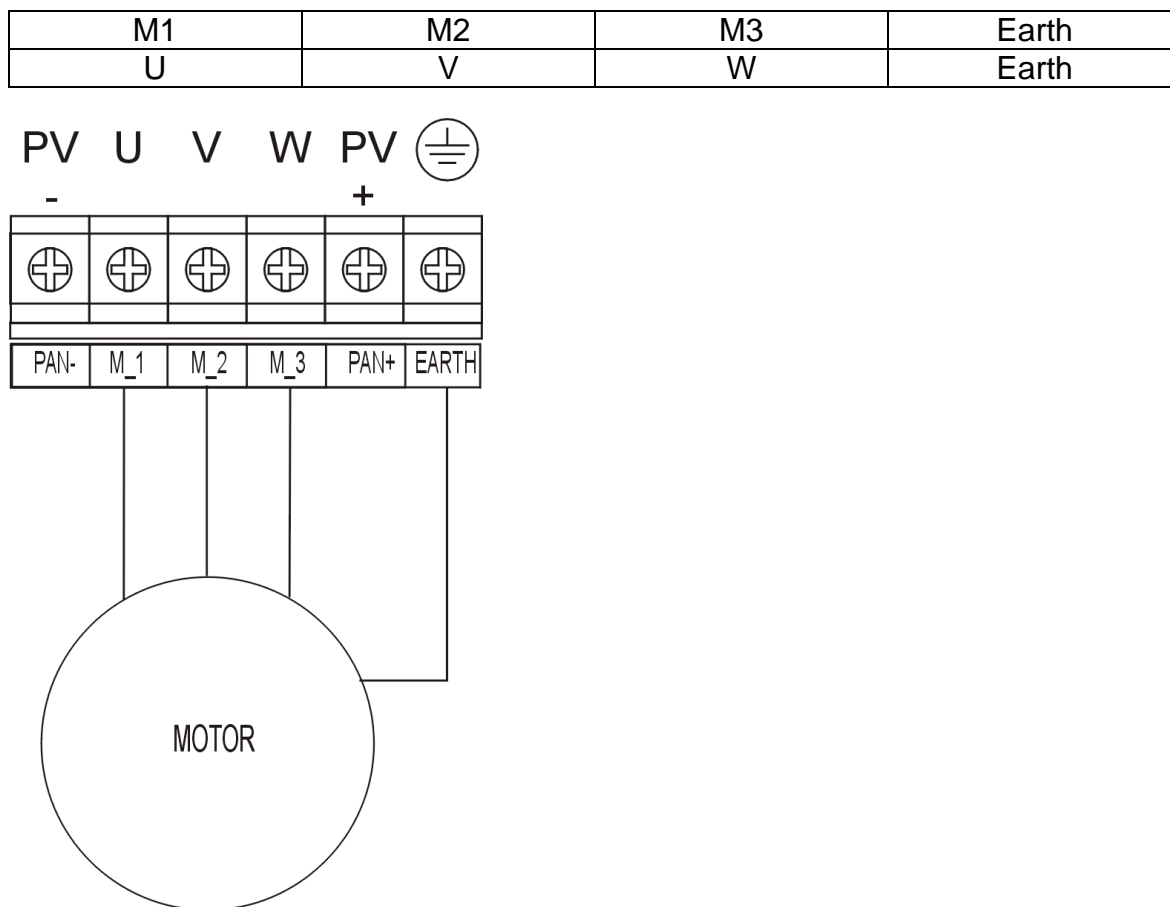 M1 M2 M3 Earth
U V W Earth
PV U V W PV
- +
PAN- M_1 M_2 M_3 PAN+ EARTH
MOTOR